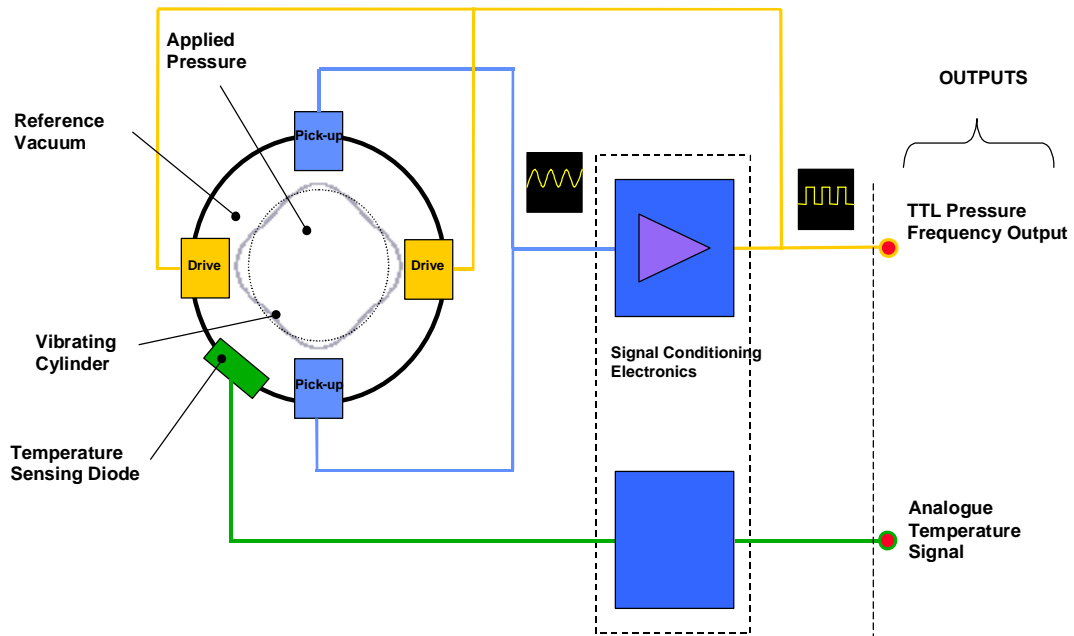 Applied
Pressure
OUTPUTS
Reference
Vacuum
Pick-up
TTL Pressure
Frequency Output
Drive
Drive
Vibrating
Cylinder
Signal Conditioning
Electronics
Pick-up
Temperature
Sensing Diode
Analogue
Temperature
Signal